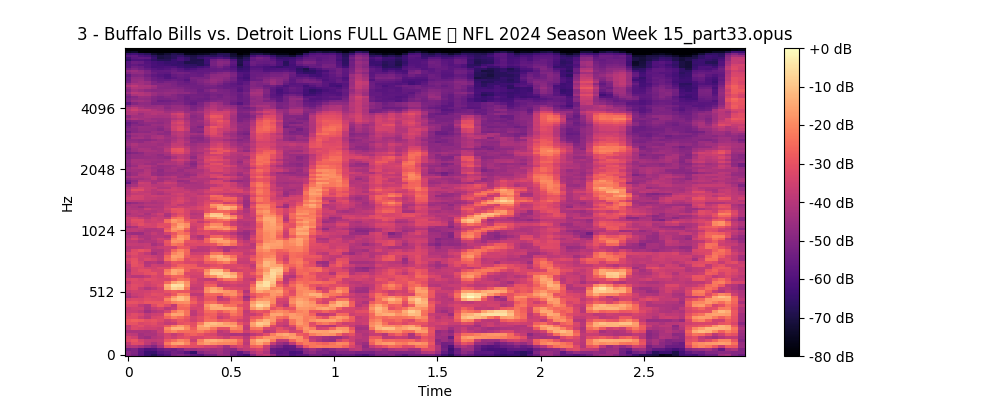 3 - Buffalo Bills vs. Detroit Lions FULL GAME NFL 2024 Season Week 15_part33.opus
+0 dB
-10 dB
-20 dB
-30 dB
-40 dB
-50 dB
-60 dB
-70 dB
-80 dB
4096
2048
1024
512
0
Hz
0
0.5
1
1.5
2
2.5
Time